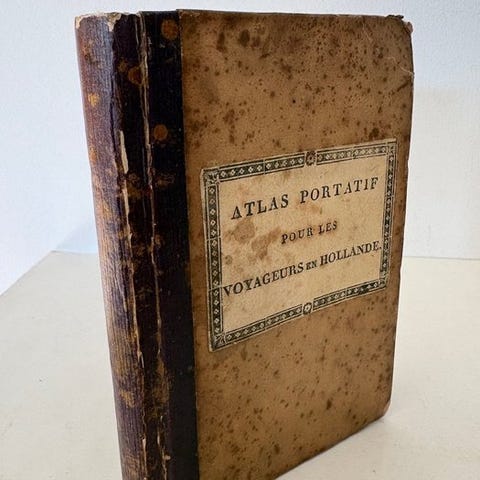 ATLAS PORTATIF
POUR LES
VOYAGEURS EN HOLLANDE.